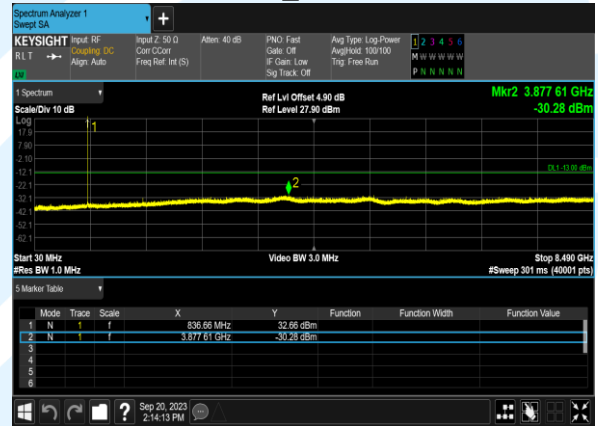 Spectrum Analyzer 1
Swept SA
+
KEYSIGHT Input: RF Input Z: 50 Ω Atten: 40 dB PNO: Fast Avg Type: Log-Power 1 2 3 4 5 6
R L T Coupling: DC Corr CCorr Gate: Off Avg|Hold: 100/100 M W W W W W
Align: Auto Freq Ref: Int (S) IF Gain: Low Trig: Free Run
LXI Sig Track: Off P N N N N N
1 Spectrum Ref Lvl Offset 4.90 dB Mkr2 3.877 61 GHz
Scale/Div 10 dB Ref Level 27.90 dBm -30.28 dBm
Log
1
17.9
7.90
-2.10
-12.1 DL1 -13.00 dBm
-22.1 2
-32.1
-42.1
-52.1
-62.1
Start 30 MHz Video BW 3.0 MHz Stop 8.490 GHz
#Res BW 1.0 MHz #Sweep 301 ms (40001 pts)
5 Marker Table
Mode Trace Scale X Y Function Function Width Function Value
1 N 1 f 836.66 MHz 32.66 dBm
2 N 1 f 3.877 61 GHz -30.28 dBm
3
4
5
6
? Sep 20, 2023
2:14:13 PM